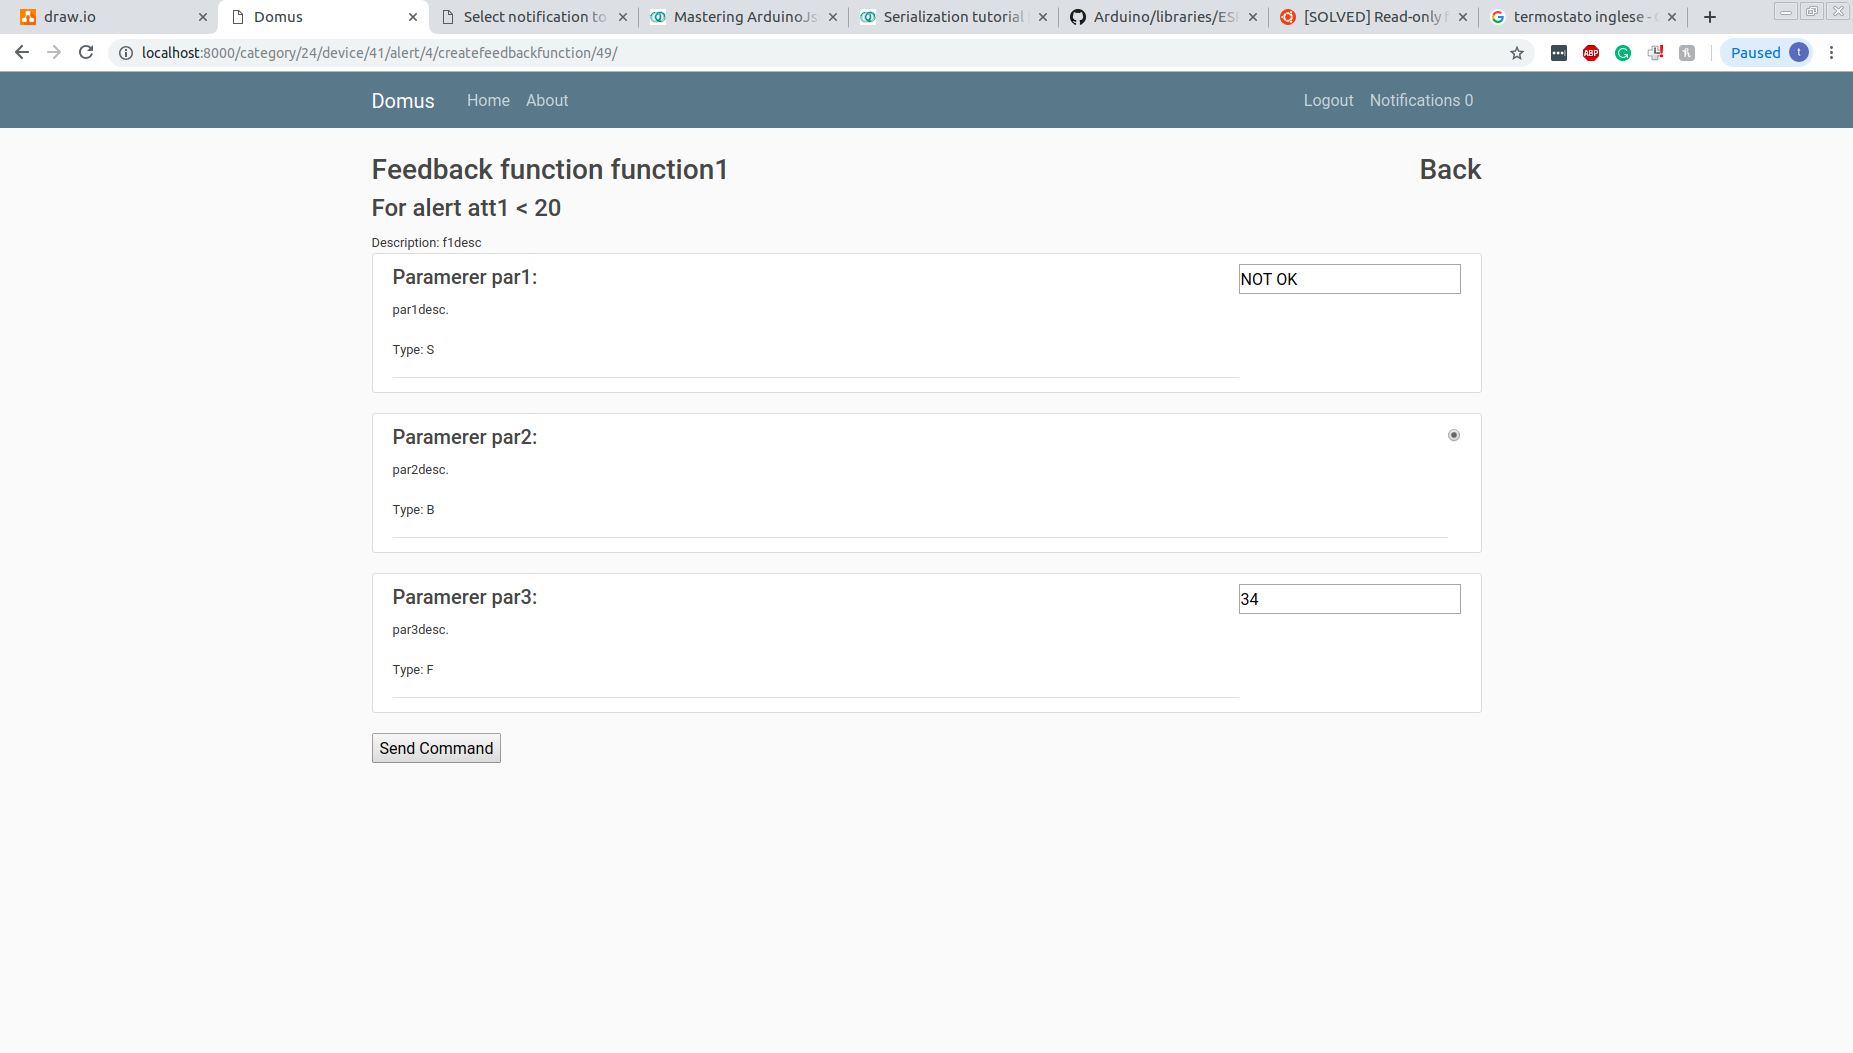 draw.io
Domus
Select notification to
Mastering ArduinoJs
Serialization tutorial
Arduino/libraries/ESP
[SOLVED] Read-only f
termostato inglese -
localhost:8000/category/24/device/41/alert/4/createfeedbackfunction/49/
ABP
Paused
t
Domus
Home
About
Logout
Notifications 0
Feedback function function1
Back
For alert att1 < 20
Description: f1desc
Paramerer par1:
NOT OK
par1desc.
Type: S
Paramerer par2:
par2desc.
Type: B
Paramerer par3:
34
par3desc.
Type: F
Send Command